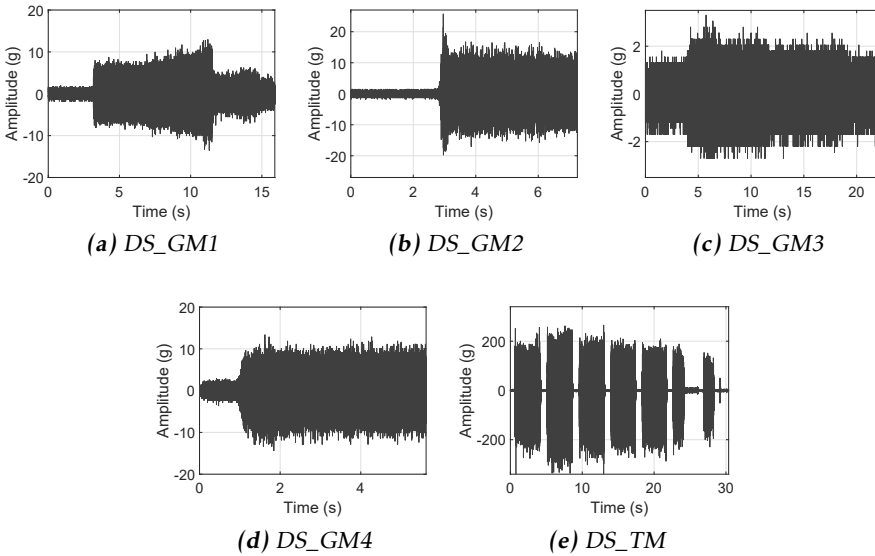 20
10
0
-10
-20
Amplitude (g)
0 5 10 15
Time (s)
(a) DS_GM1
20
10
0
-10
-20
Amplitude (g)
0 2 4 6
Time (s)
(b) DS_GM2
2
0
-2
Amplitude (g)
0 5 10 15 20
Time (s)
(c) DS_GM3
20
10
0
-10
-20
Amplitude (g)
0 2 4
Time (s)
(d) DS_GM4
200
0
-200
Amplitude (g)
0 10 20 30
Time (s)
(e) DS_TM